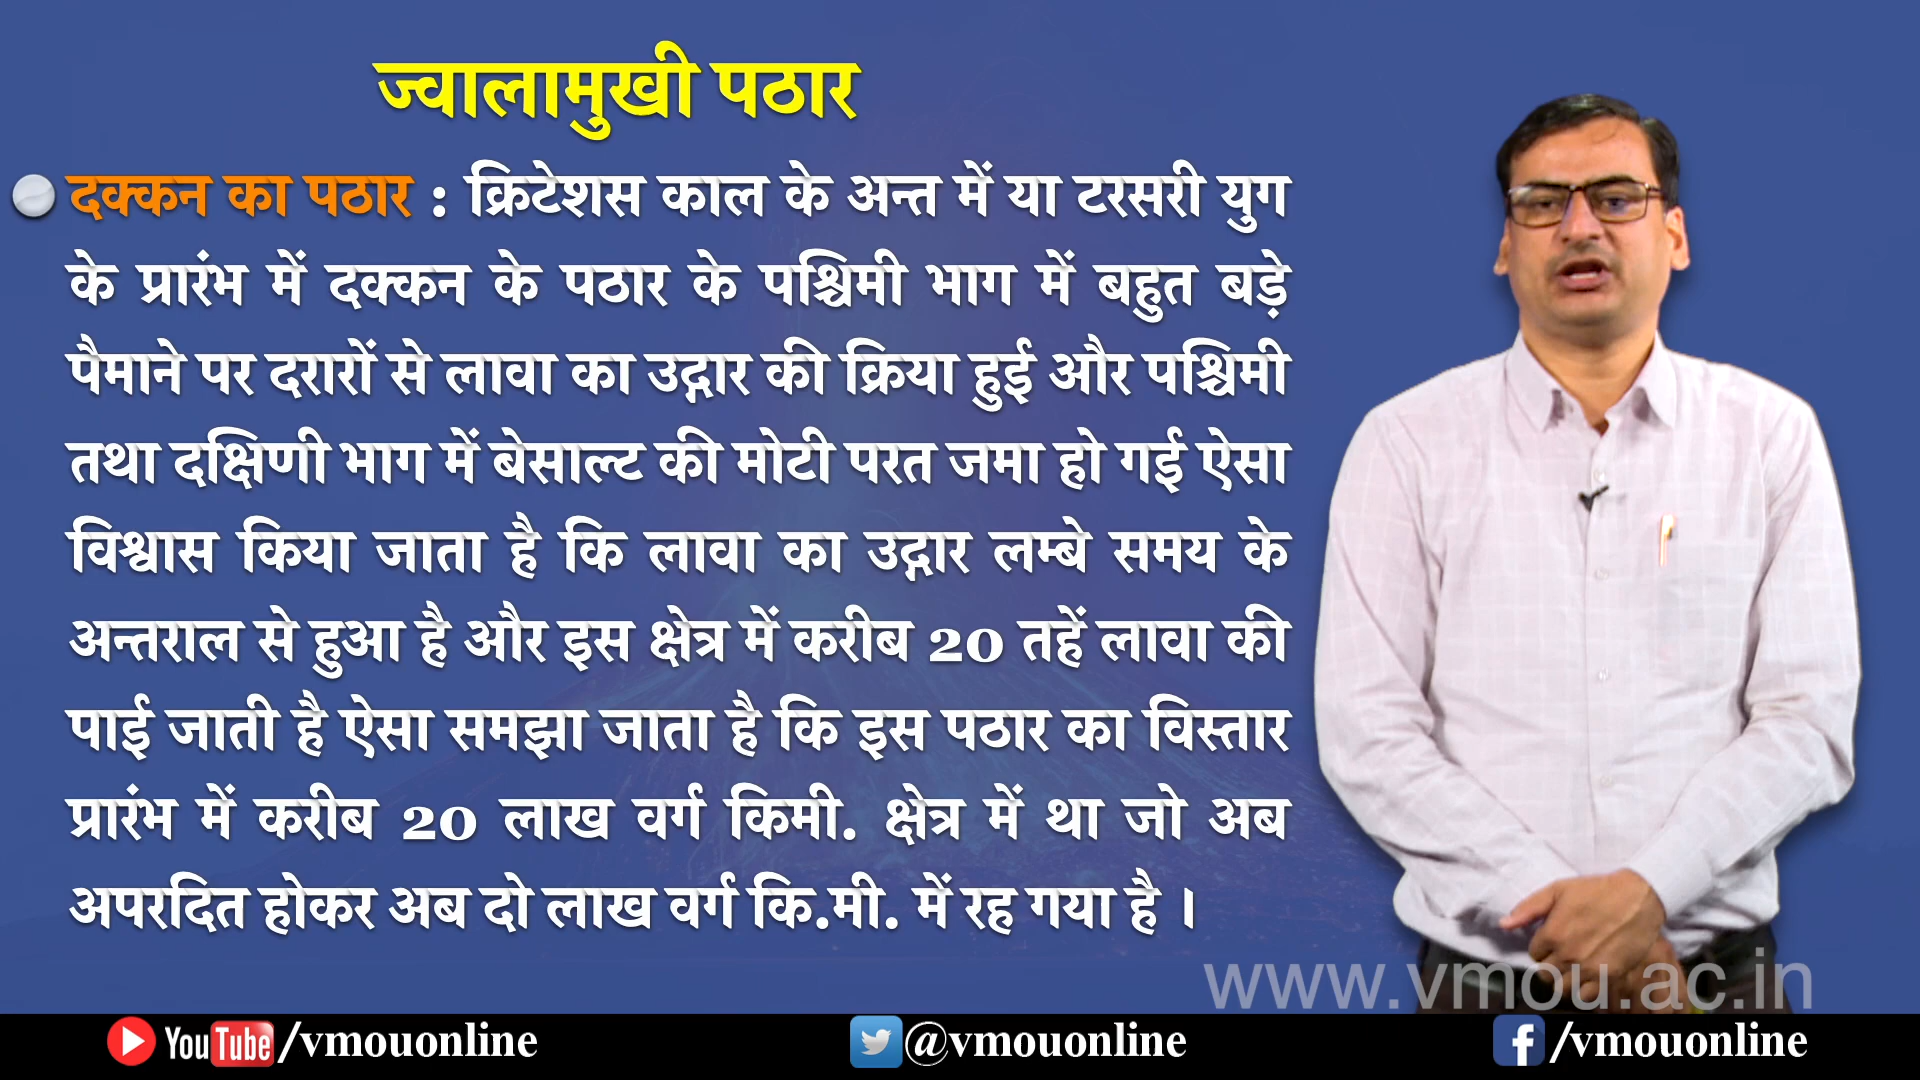 ज्वालामुखी पठार
दक्कन का पठार : क्रिटेशस काल के अन्त में या टरसरी युग
के प्रारंभ में दक्कन के पठार के पश्चिमी भाग में बहुत बड़े
पैमाने पर दरारों से लावा का उद्गार की क्रिया हुई और पश्चिमी
तथा दक्षिणी भाग में बेसाल्ट की मोटी परत जमा हो गई ऐसा
विश्वास किया जाता है कि लावा का उद्गार लम्बे समय के
अन्तराल से हुआ है और इस क्षेत्र में करीब 20 तहें लावा की
पाई जाती है ऐसा समझा जाता है कि इस पठार का विस्तार
प्रारंभ में करीब 20 लाख वर्ग किमी. क्षेत्र में था जो अब
अपरदित होकर अब दो लाख वर्ग कि.मी. में रह गया है ।
www.vmou.ac.in
YouTube /vmouonline @vmouonline f /vmouonline